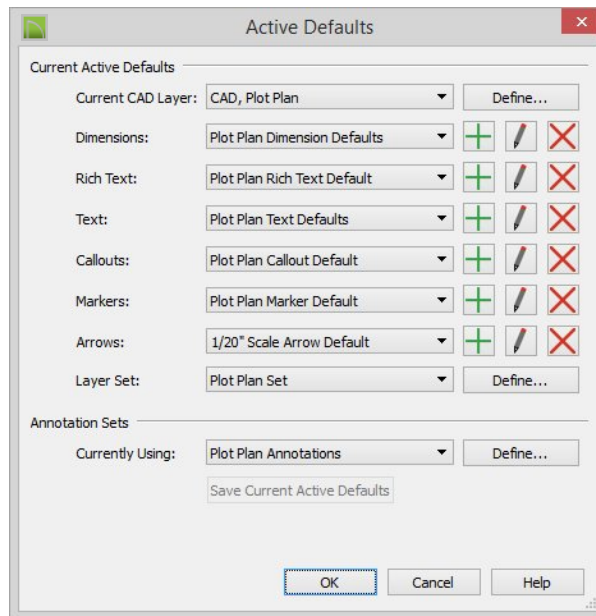 Active Defaults
Current Active Defaults
Current CAD Layer: CAD, Plot Plan Define...
Dimensions: Plot Plan Dimension Defaults
Rich Text: Plot Plan Rich Text Default
Text: Plot Plan Text Defaults
Callouts: Plot Plan Callout Default
Markers: Plot Plan Marker Default
Arrows: 1/20" Scale Arrow Default
Layer Set: Plot Plan Set Define...
Annotation Sets
Currently Using: Plot Plan Annotations Define...
Save Current Active Defaults
OK Cancel Help